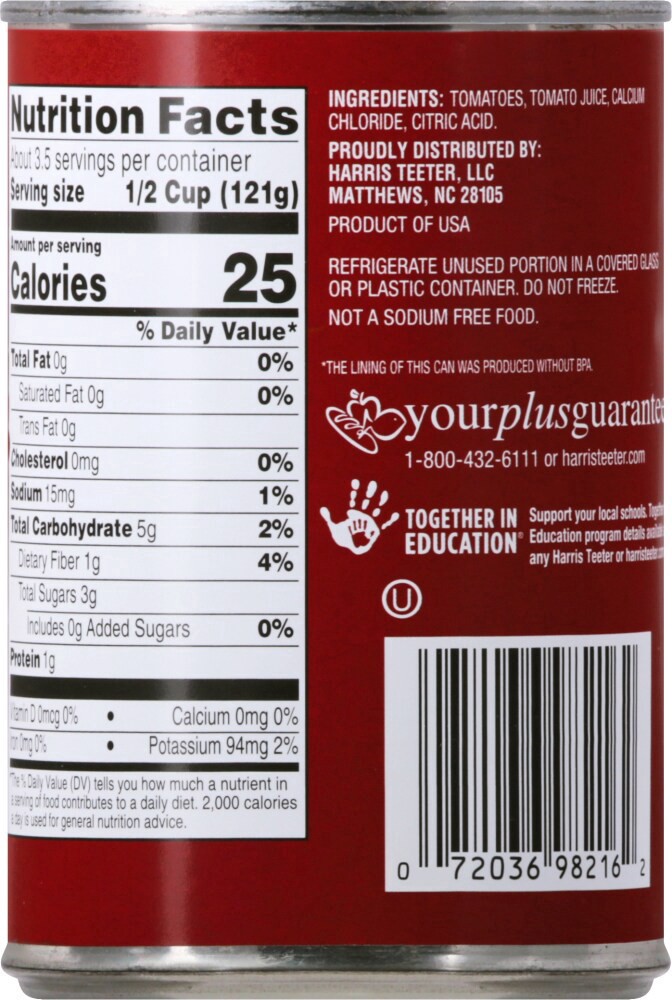 Nutrition Facts
About 3.5 servings per container
Serving size 1/2 Cup (121g)
Amount per serving
Calories 25
% Daily Value*
Total Fat 0g 0%
Saturated Fat 0g 0%
Trans Fat 0g
Cholesterol 0mg 0%
Sodium 15mg 1%
Total Carbohydrate 5g 2%
Dietary Fiber 1g 4%
Total Sugars 3g
Includes 0g Added Sugars 0%
Protein 1g
Vitamin D 0mcg 0% • Calcium 0mg 0%
Iron 0mg 0% • Potassium 94mg 2%
*The % Daily Value (DV) tells you how much a nutrient in
a serving of food contributes to a daily diet. 2,000 calories
a day is used for general nutrition advice.
INGREDIENTS: TOMATOES, TOMATO JUICE, CALCIUM
CHLORIDE, CITRIC ACID.
PROUDLY DISTRIBUTED BY:
HARRIS TEETER, LLC
MATTHEWS, NC 28105
PRODUCT OF USA
REFRIGERATE UNUSED PORTION IN A COVERED GLASS
OR PLASTIC CONTAINER. DO NOT FREEZE.
NOT A SODIUM FREE FOOD.
*THE LINING OF THIS CAN WAS PRODUCED WITHOUT BPA.
yourplusguarantee
1-800-432-6111 or harristeeter.com
TOGETHER IN
EDUCATION®
Support your local schools.
Education program details
any Harris Teeter or
U
0 72036 98216 2